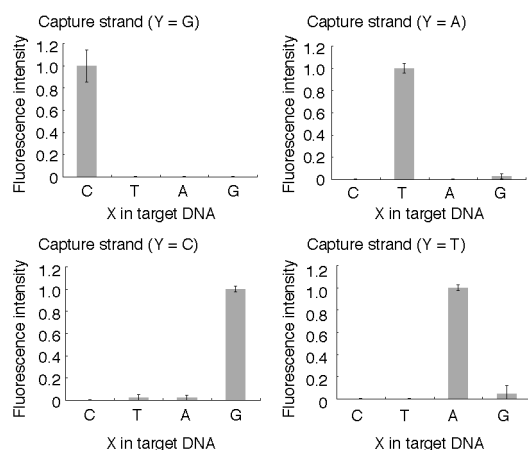 Capture strand (Y = G)
Fluorescence intensity
1.2
1.0
0.8
0.6
0.4
0.2
0
C T A G
X in target DNA
Capture strand (Y = A)
Fluorescence intensity
1.2
1.0
0.8
0.6
0.4
0.2
0
C T A G
X in target DNA
Capture strand (Y = C)
Fluorescence intensity
1.2
1.0
0.8
0.6
0.4
0.2
0
C T A G
X in target DNA
Capture strand (Y = T)
Fluorescence intensity
1.2
1.0
0.8
0.6
0.4
0.2
0
C T A G
X in target DNA